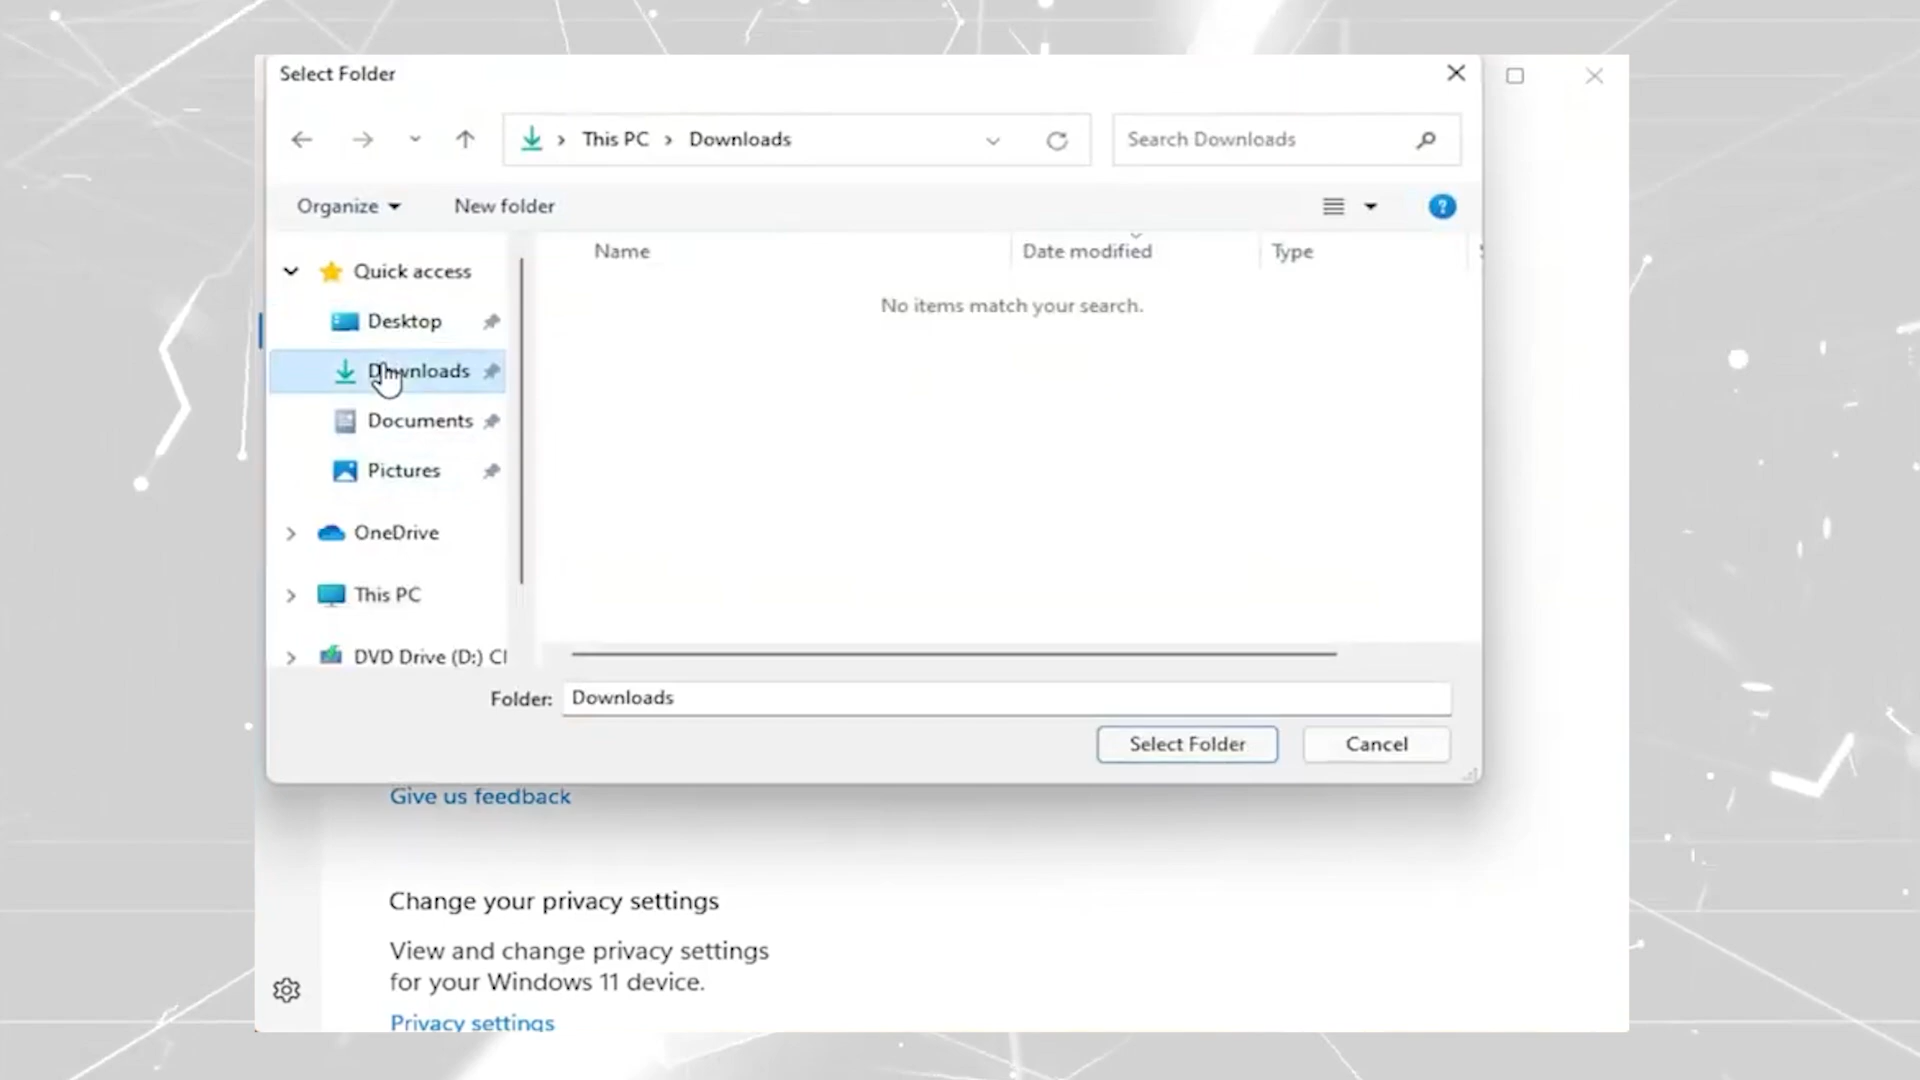 Select Folder
This PC > Downloads
Search Downloads
Organize
New folder
?
Name
Date modified
Type
Quick access
No items match your search.
Desktop
Downloads
Documents
Pictures
OneDrive
This PC
DVD Drive (D:)
Folder: Downloads
Select Folder
Cancel
Give us feedback
Change your privacy settings
View and change privacy settings
for your Windows 11 device.
Privacy settings